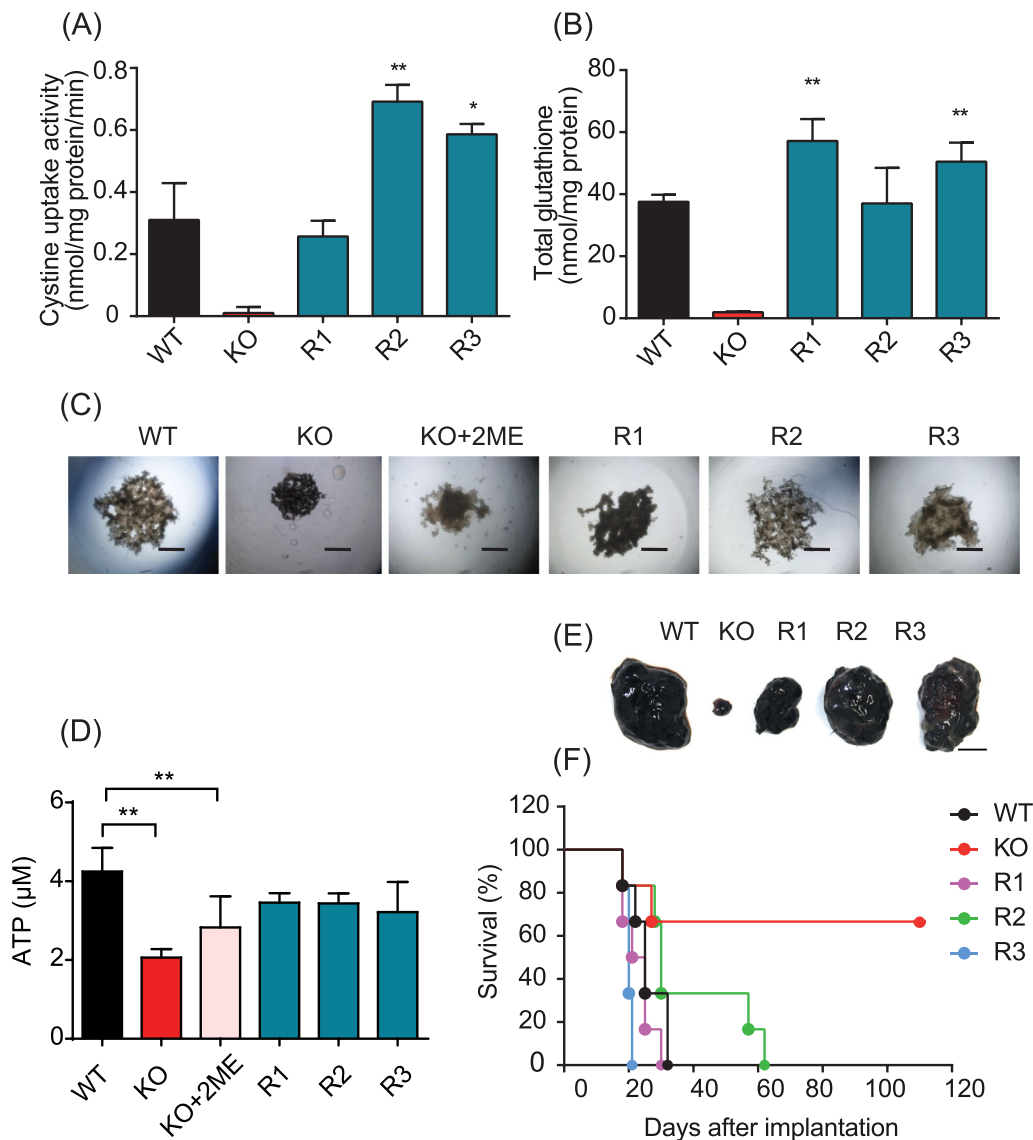 (A)
Cystine uptake activity
(nmol/mg protein/min)
0.8
0.6
0.4
0.2
0
**
*
WT
KO
R1
R2
R3
(B)
Total glutathione
(nmol/mg protein)
80
60
40
20
0
**
**
WT
KO
R1
R2
R3
(C)
WT
KO
KO+2ME
R1
R2
R3
(E)
WT
KO
R1
R2
R3
(D)
ATP (µM)
6
4
2
0
**
**
WT
KO
KO+2ME
R1
R2
R3
(F)
Survival (%)
120
100
80
60
40
20
0
0
20
40
60
80
100
120
Days after implantation
WT
KO
R1
R2
R3